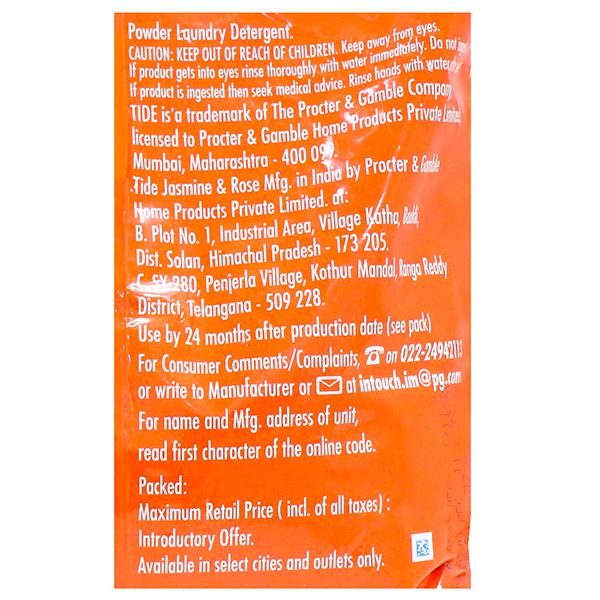 Powder Laundry Detergent.
CAUTION: KEEP OUT OF REACH OF CHILDREN. Keep away from eyes.
If product gets into eyes rinse thoroughly with water immediately. Do not
If product is ingested then seek medical advice. Rinse hands with water
TIDE is a trademark of The Procter & Gamble Company,
licensed to Procter & Gamble Home Products Private Limited,
Mumbai, Maharashtra - 400 099.
Tide Jasmine & Rose Mfg. in India by Procter & Gamble
Home Products Private Limited. at:
B. Plot No. 1, Industrial Area, Village Katha, Baddi,
Dist. Solan, Himachal Pradesh - 173 205.
C. SY 280, Penjerla Village, Kothur Mandal, Ranga Reddy
District, Telangana - 509 228.
Use by 24 months after production date (see pack)
For Consumer Comments/Complaints, on
or write to Manufacturer or at intouch.im@pg.com
For name and Mfg. address of unit,
read first character of the online code.
Packed:
Maximum Retail Price ( incl. of all taxes) :
Introductory Offer.
Available in select cities and outlets only.